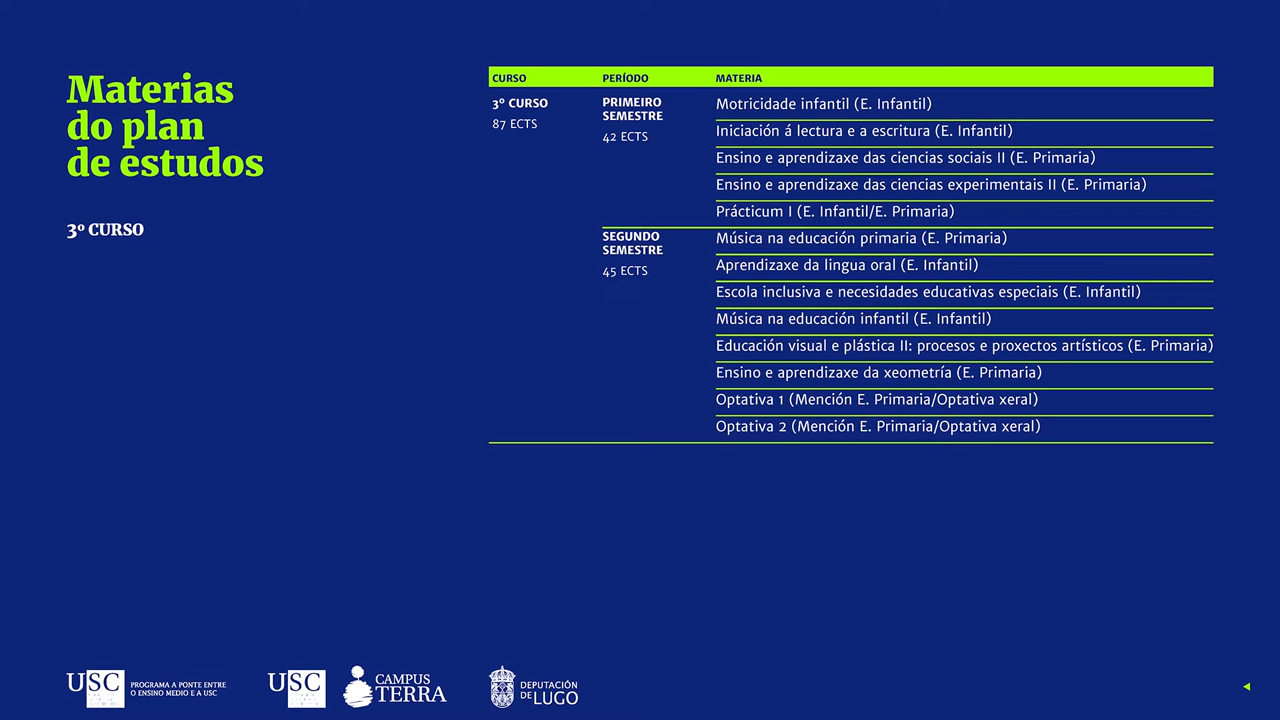 Materias
do plan
de estudos
3º CURSO
CURSO PERÍODO MATERIA
3º CURSO
87 ECTS
PRIMEIRO
SEMESTRE
42 ECTS
Motricidade infantil (E. Infantil)
Iniciación á lectura e a escritura (E. Infantil)
Ensino e aprendizaxe das ciencias sociais II (E. Primaria)
Ensino e aprendizaxe das ciencias experimentais II (E. Primaria)
Prácticum I (E. Infantil/E. Primaria)
SEGUNDO
SEMESTRE
45 ECTS
Música na educación primaria (E. Primaria)
Aprendizaxe da lingua oral (E. Infantil)
Escola inclusiva e necesidades educativas especiais (E. Infantil)
Música na educación infantil (E. Infantil)
Educación visual e plástica II: procesos e proxectos artísticos (E. Primaria)
Ensino e aprendizaxe da xeometría (E. Primaria)
Optativa 1 (Mención E. Primaria/Optativa xeral)
Optativa 2 (Mención E. Primaria/Optativa xeral)
USC
PROGRAMA A PONTE ENTRE
O ENSINO MEDIO E A USC
USC
CAMPUS
TERRA
DEPUTACIÓN
DE LUGO